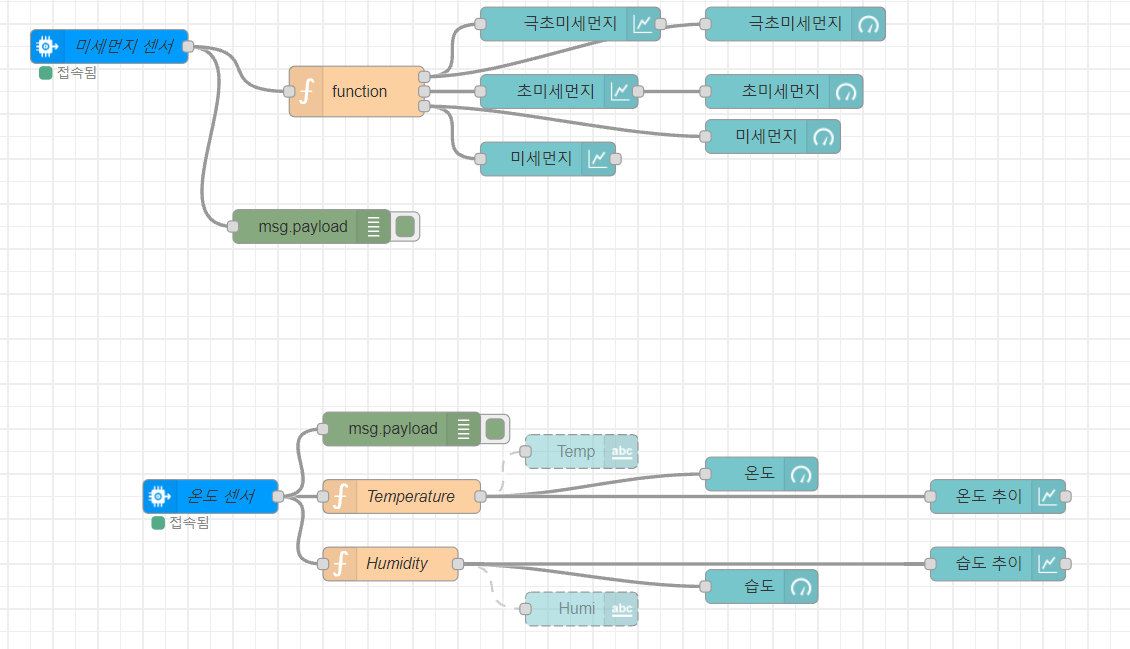 미세먼지 센서
접속됨
function
극초미세먼지
극초미세먼지
초미세먼지
초미세먼지
미세먼지
미세먼지
msg.payload
msg.payload
Temp
abc
온도 센서
접속됨
Temperature
온도
온도 추이
Humidity
습도 추이
습도
Humi
abc